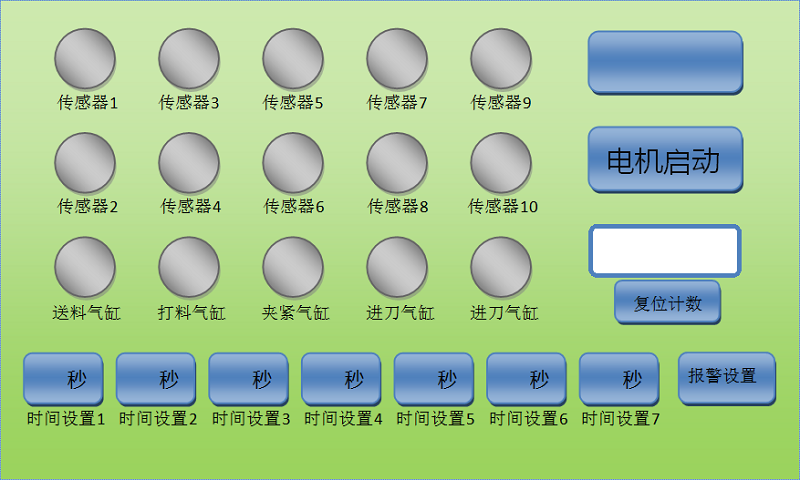 传感器1 传感器3 传感器5 传感器7 传感器9
电机启动
传感器2 传感器4 传感器6 传感器8 传感器10
送料气缸 打料气缸 夹紧气缸 进刀气缸 进刀气缸
复位计数
秒 秒 秒 秒 秒 秒 秒 报警设置
时间设置1 时间设置2 时间设置3 时间设置4 时间设置5 时间设置6 时间设置7